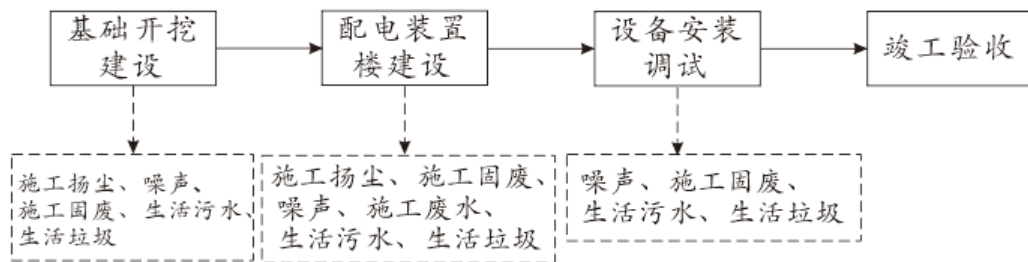 基础开挖
建设
配电装置
楼建设
设备安装
调试
竣工验收
施工扬尘、噪声、
施工固废、生活污水、
生活垃圾
施工扬尘、施工固废、
噪声、施工废水、
生活污水、生活垃圾
噪声、施工固废、
生活污水、生活垃圾